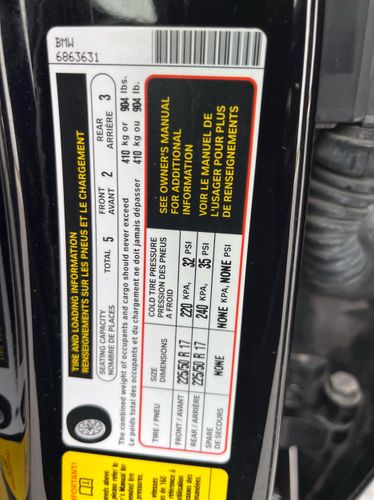 BMW
6863631
TIRE AND LOADING INFORMATION
RENSEIGNEMENTS SUR LES PNEUS ET LE CHARGEMENT
SEATING CAPACITY
NOMBRE DE PLACES
TOTAL 5
FRONT
AVANT 2
REAR
ARRIÈRE 3
The combined weight of occupants and cargo should never exceed 410 kg or 904 lbs.
Le poids total des occupants et du chargement ne doit jamais dépasser 410 kg ou 904 lb.
TIRE / PNEU
SIZE
DIMENSIONS
COLD TIRE PRESSURE
PRESSION DES PNEUS
A FROID
SEE OWNER'S MANUAL
FOR ADDITIONAL
INFORMATION
FRONT / AVANT 225/50 R 17 220 KPA, 32 PSI
REAR / ARRIÈRE 225/50 R 17 240 KPA, 35 PSI
VOIR LE MANUEL DE
L'USAGER POUR PLUS
DE RENSEIGNEMENTS
SPARE
DE SECOURS NONE NONE KPA, NONE PSI
IMPORTANT!